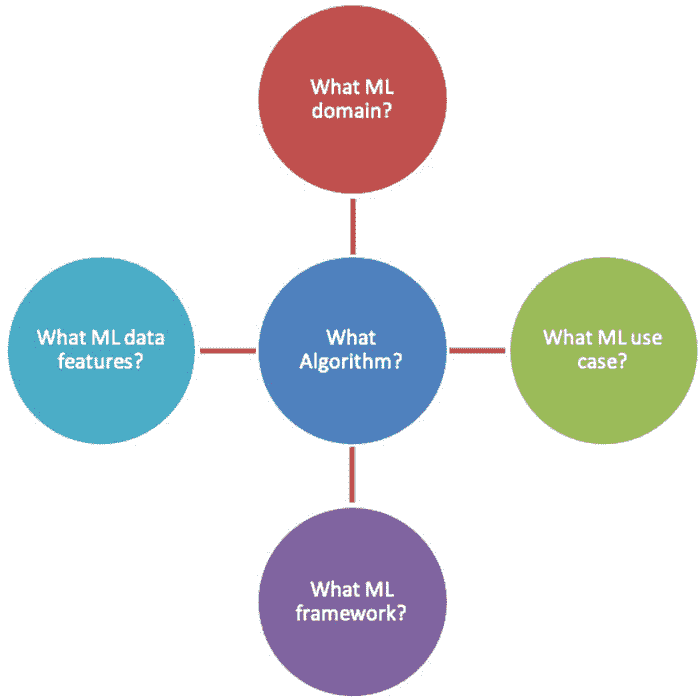 What ML
domain?
What ML data
features?
What
Algorithm?
What ML use
case?
What ML
framework?